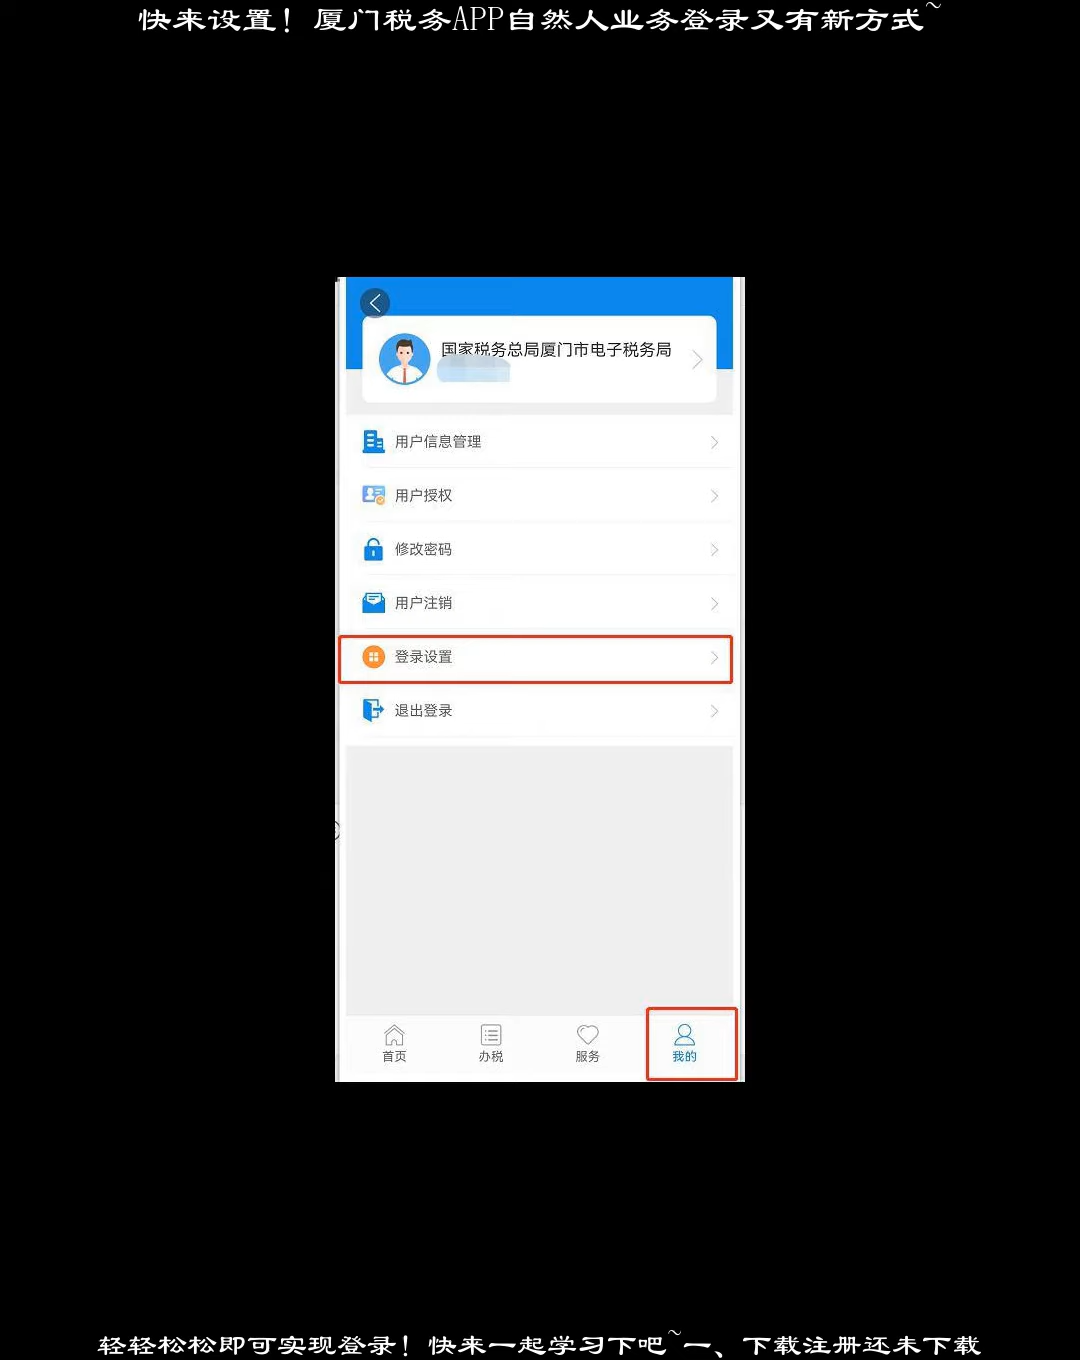 快来设置！厦门税务APP自然人业务登录又有新方式~
国家税务总局厦门市电子税务局
用户信息管理
用户授权
修改密码
用户注销
登录设置
退出登录
首页
办税
服务
我的
轻轻松松即可实现登录！快来一起学习下吧~一、下载注册还未下载